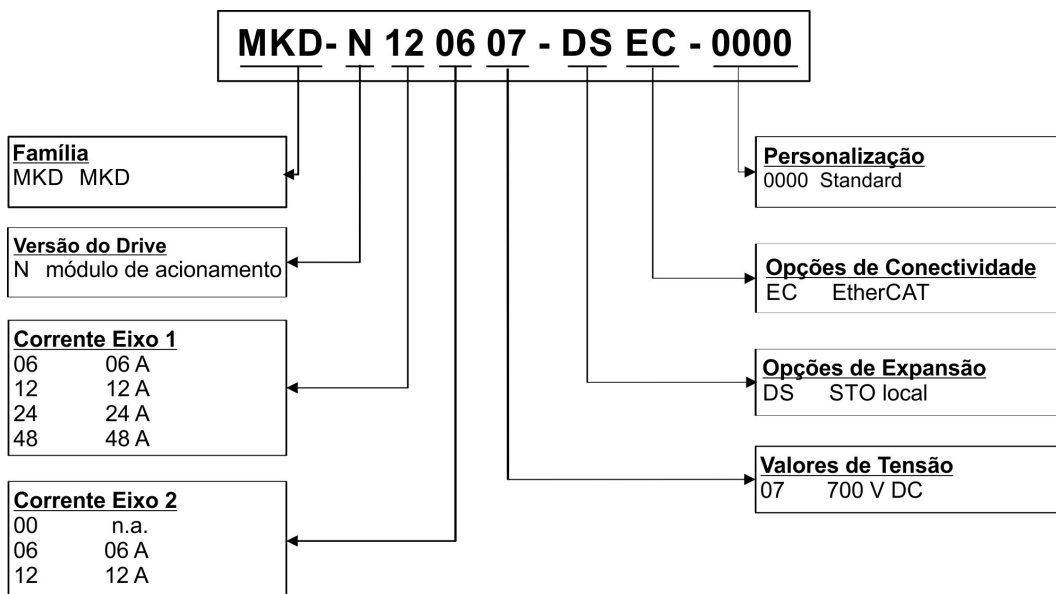 MKD- N 12 06 07 - DS EC - 0000
Família
MKD MKD
Versão do Drive
N módulo de acionamento
Corrente Eixo 1
06 06 A
12 12 A
24 24 A
48 48 A
Corrente Eixo 2
00 n.a.
06 06 A
12 12 A
Personalização
0000 Standard
Opções de Conectividade
EC EtherCAT
Opções de Expansão
DS STO local
Valores de Tensão
07 700 V DC